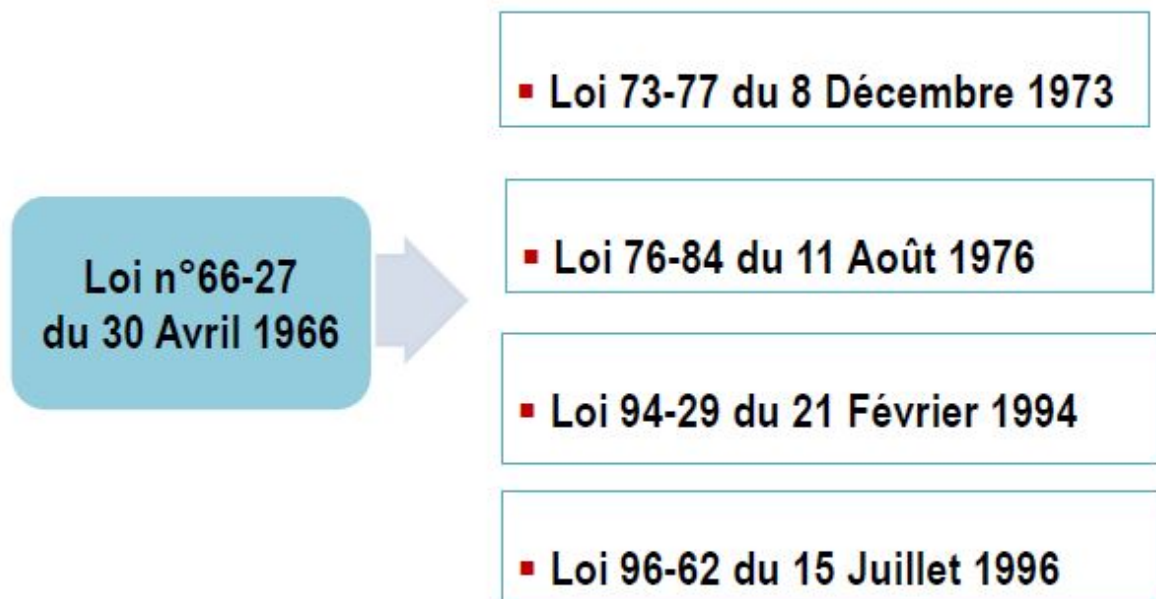 Loi n°66-27
du 30 Avril 1966
▪ Loi 73-77 du 8 Décembre 1973
▪ Loi 76-84 du 11 Août 1976
▪ Loi 94-29 du 21 Février 1994
▪ Loi 96-62 du 15 Juillet 1996